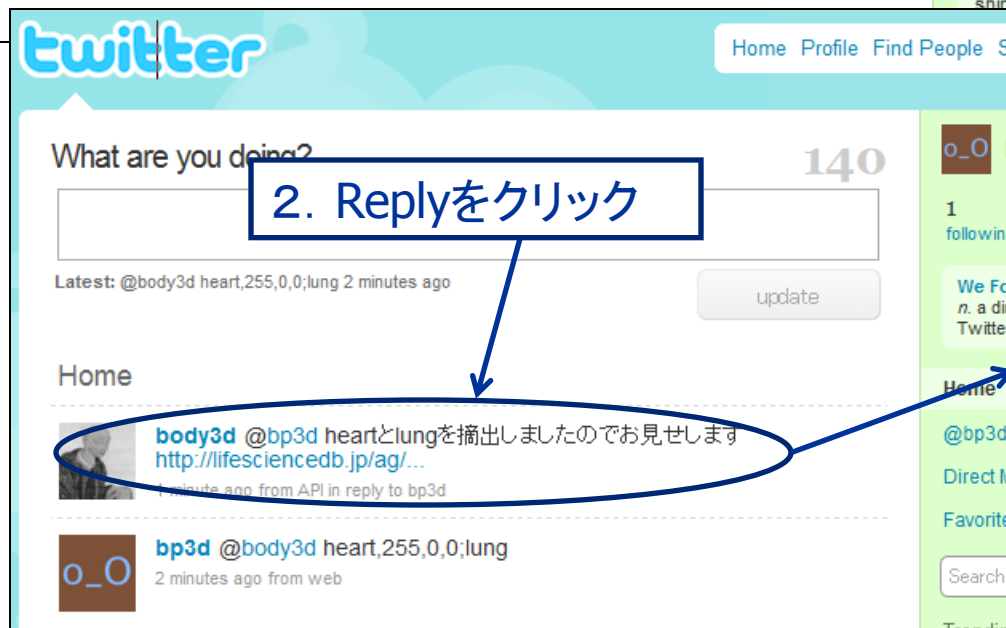 twitter
Home Profile Find People
What are you doing?
140
2. Replyをクリック
Latest: @body3d heart,255,0,0;lung 2 minutes ago
update
Home
body3d @bp3d heartとlungを摘出しましたのでお見せします
http://lifesciencedb.jp/ag/...
1 minute ago from API in reply to bp3d
o_O
bp3d @body3d heart,255,0,0;lung
2 minutes ago from web
o_O
1
followin
We Fo
n. a di
Twitte
Home
@bp3d
Direct M
Favorite
Search